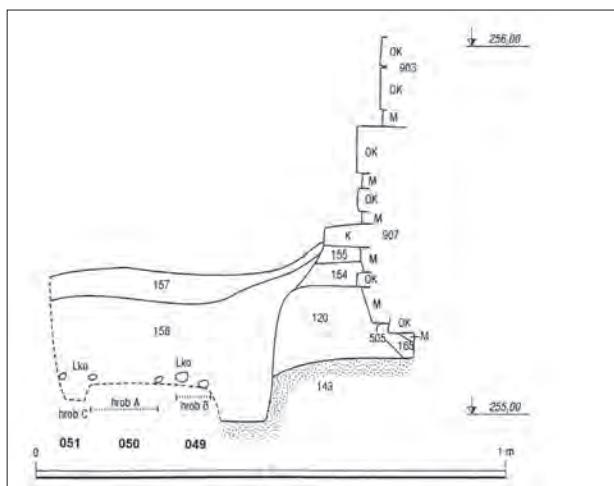 256,00
OK
903
OK
M
OK
M
OK
M
K 907
155 M
154 OK
157
M
120
158
505 OK M
165
Lko Lko
143
hrob C hrob A hrob B
255,00
051 050 049
0 1 m